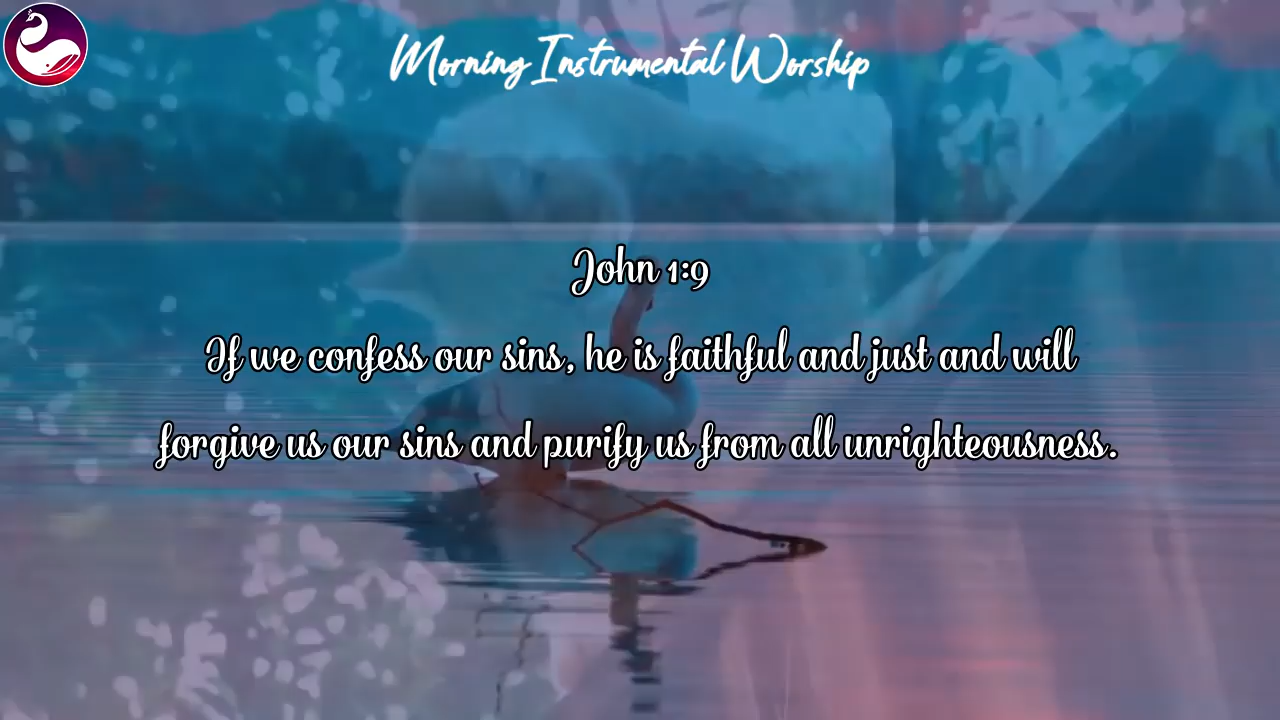 Morning Instrumental Worship
John 1:9
If we confess our sins, he is faithful and just and will
forgive us our sins and purify us from all unrighteousness.